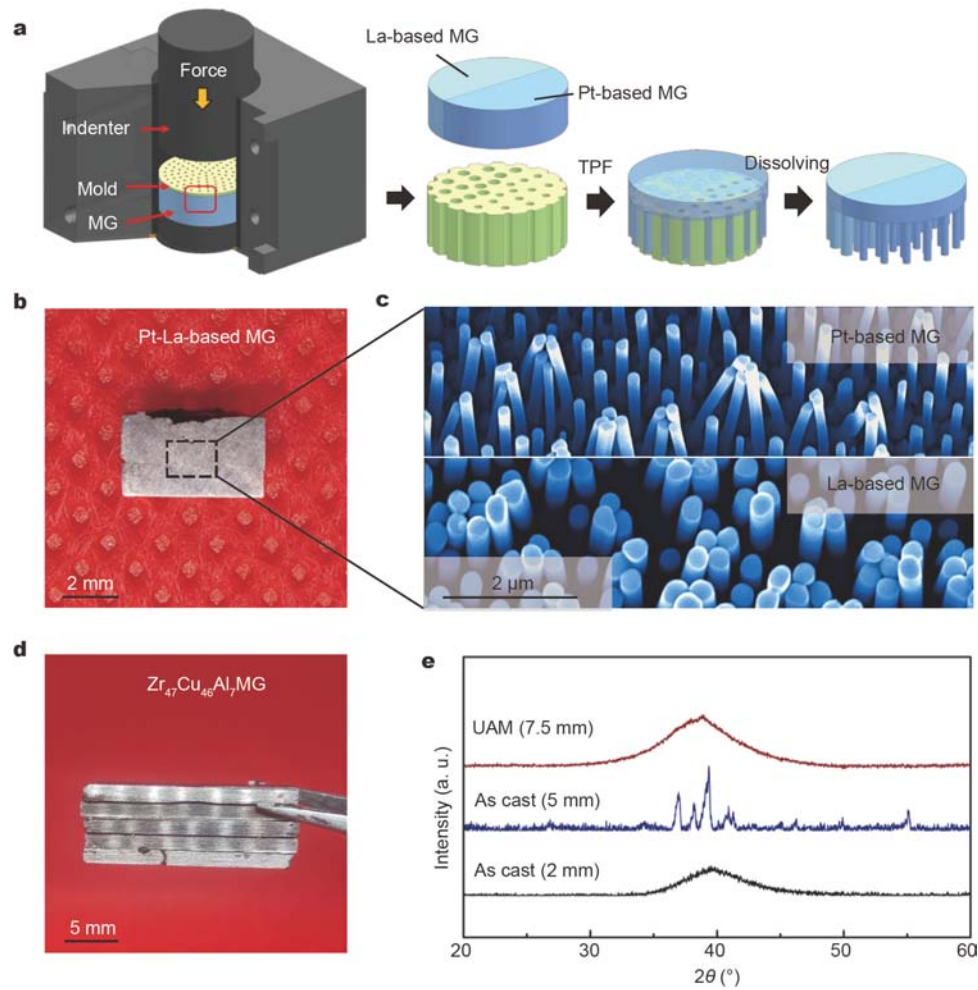 a
Force
Indenter
Mold
MG
La-based MG
Pt-based MG
TPF
Dissolving
b
Pt-La-based MG
2 mm
c
Pt-based MG
La-based MG
2 μm
d
Zr₄₇Cu₄₆Al₇MG
5 mm
e
UAM (7.5 mm)
As cast (5 mm)
As cast (2 mm)
Intensity (a. u.)
20 30 40 50 60
2θ (°)